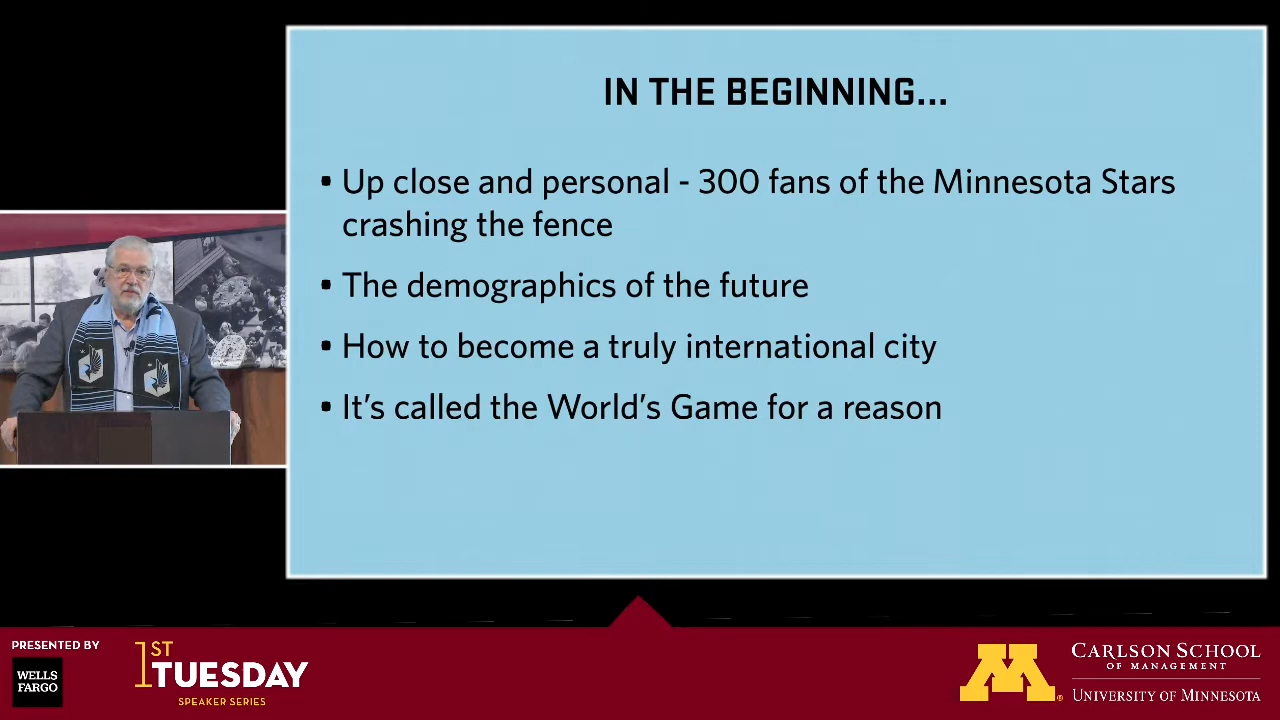 IN THE BEGINNING...
• Up close and personal - 300 fans of the Minnesota Stars
crashing the fence
• The demographics of the future
• How to become a truly international city
• It's called the World's Game for a reason
PRESENTED BY
WELLS
FARGO
1ST
TUESDAY
SPEAKER SERIES
M
CARLSON SCHOOL
OF MANAGEMENT
UNIVERSITY OF MINNESOTA